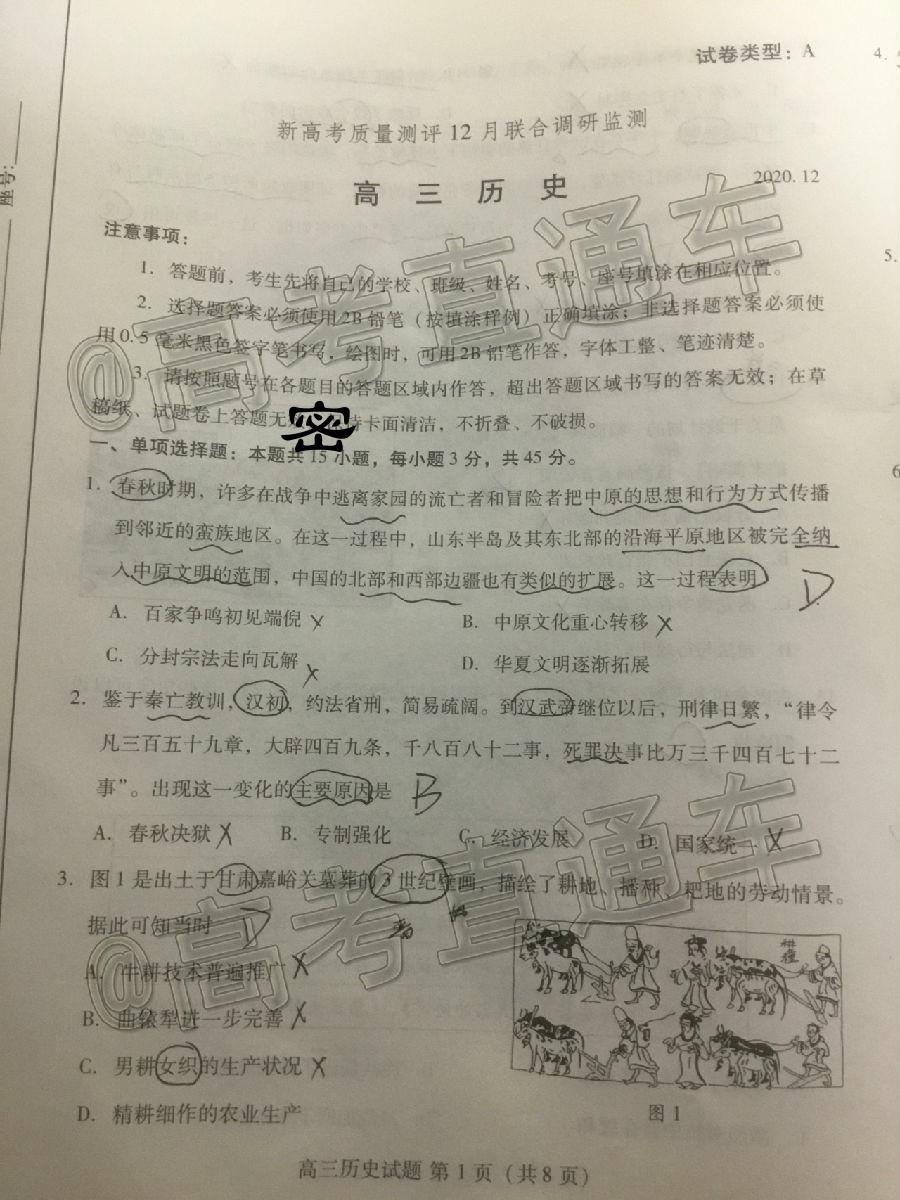 座号:
试卷类型：A
新高考质量测评12月联合调研监测
高三历史
2020.12
注意事项：
1. 答题前，考生先将自己的学校、班级、姓名、考号、座号填涂在相应位置。
2. 选择题答案必须使用2B铅笔（按填涂样例）正确填涂；非选择题答案必须使
用0.5毫米黑色签字笔书写，绘图时，可用2B铅笔作答，字体工整、笔迹清楚。
3. 请按照题号在各题目的答题区域内作答，超出答题区域书写的答案无效；在草
稿纸、试题卷上答题无 密 持卡面清洁，不折叠、不破损。
一、单项选择题：本题共15小题，每小题3分，共45分。
1. 春秋时期，许多在战争中逃离家园的流亡者和冒险者把中原的思想和行为方式传播
到邻近的蛮族地区。在这一过程中，山东半岛及其东北部的沿海平原地区被完全纳
入中原文明的范围，中国的北部和西部边疆也有类似的扩展。这一过程表明 D
A. 百家争鸣初见端倪 B. 中原文化重心转移
C. 分封宗法走向瓦解 D. 华夏文明逐渐拓展
2. 鉴于秦亡教训，汉初，约法省刑，简易疏阔。到汉武帝继位以后，刑律日繁，“律令
凡三百五十九章，大辟四百九条，千八百八十二事，死罪决事比万三千四百七十二
事”。出现这一变化的主要原因是 B
A. 春秋决狱 B. 专制强化 C. 经济发展 D. 国家统一
3. 图1是出土于甘肃嘉峪关墓葬的3世纪壁画，描绘了耕地、播种、耙地的劳动情景。
据此可知当时 D
A. 牛耕技术普遍推广
B. 曲辕犁进一步完善
C. 男耕女织的生产状况
D. 精耕细作的农业生产
耕種
图1
高三历史试题 第1页（共8页）
4.
5.
6
@高考直通车
@高考直通车